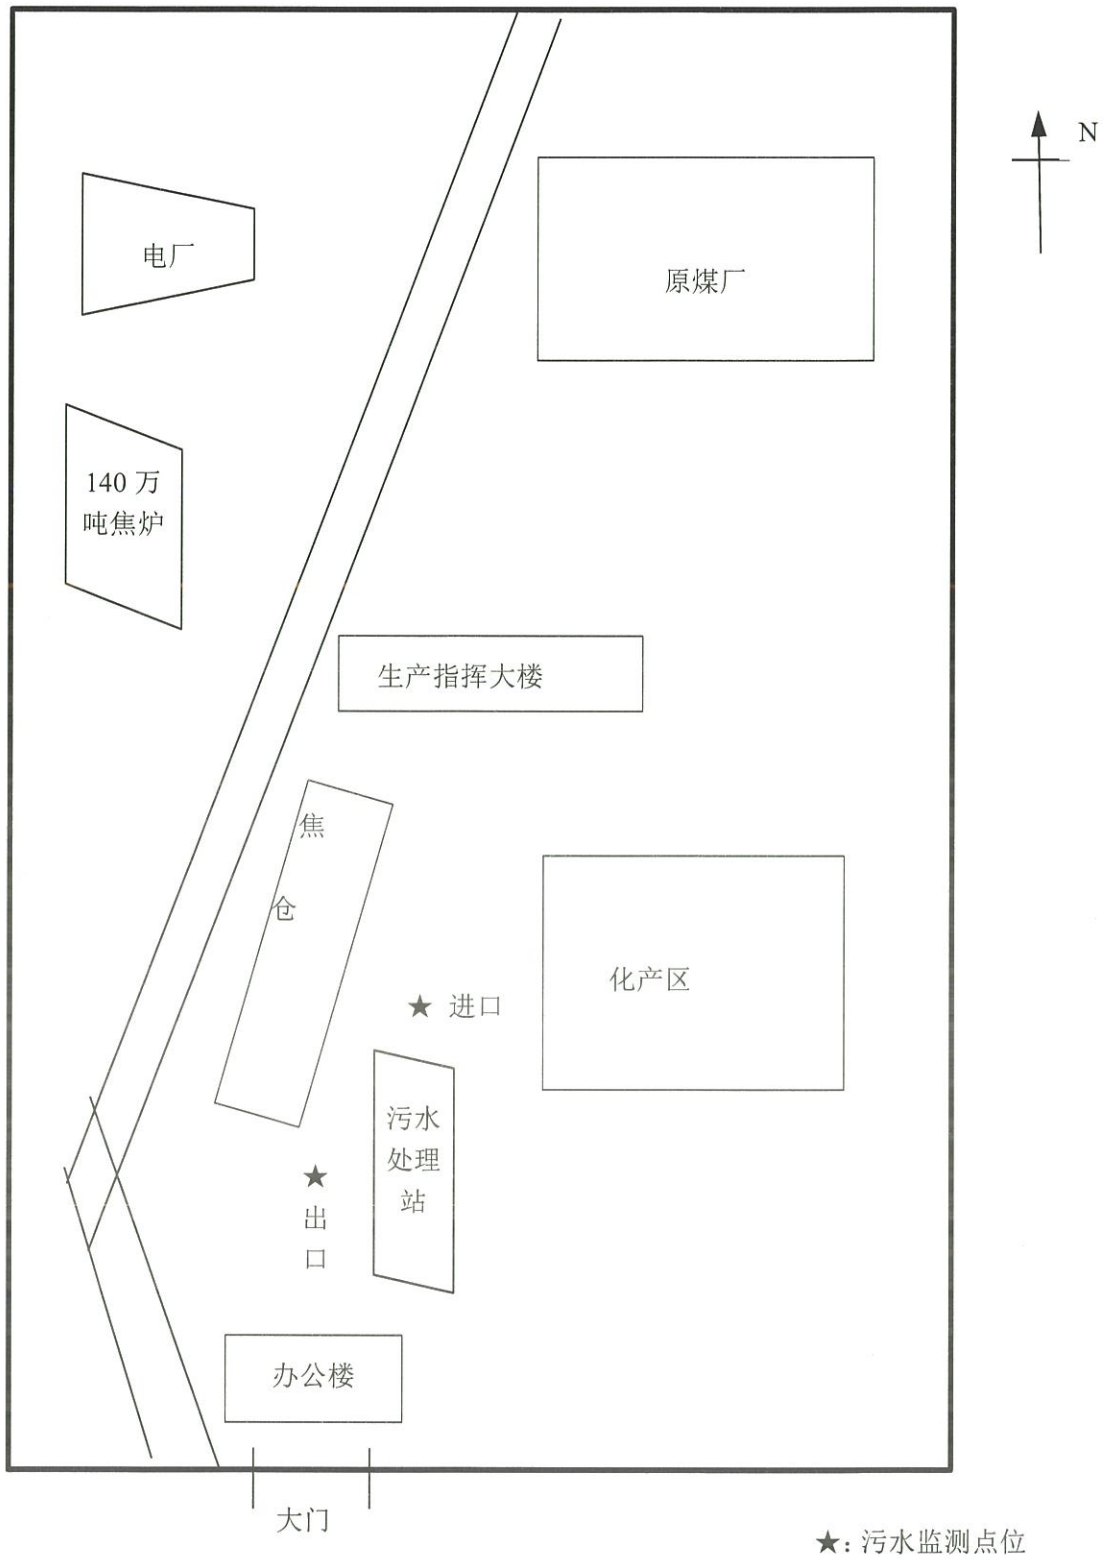 N
电厂
原煤厂
140 万
吨焦炉
生产指挥大楼
焦
仓
化产区
★ 进口
污水
处理
站
★
出
口
办公楼
大门
★: 污水监测点位